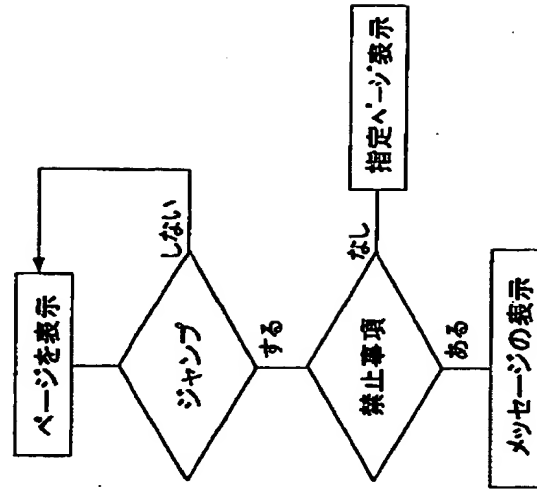 ページを表示
ジャンプ
しない
する
禁止事項
なし
指定ページ表示
ある
メッセージの表示